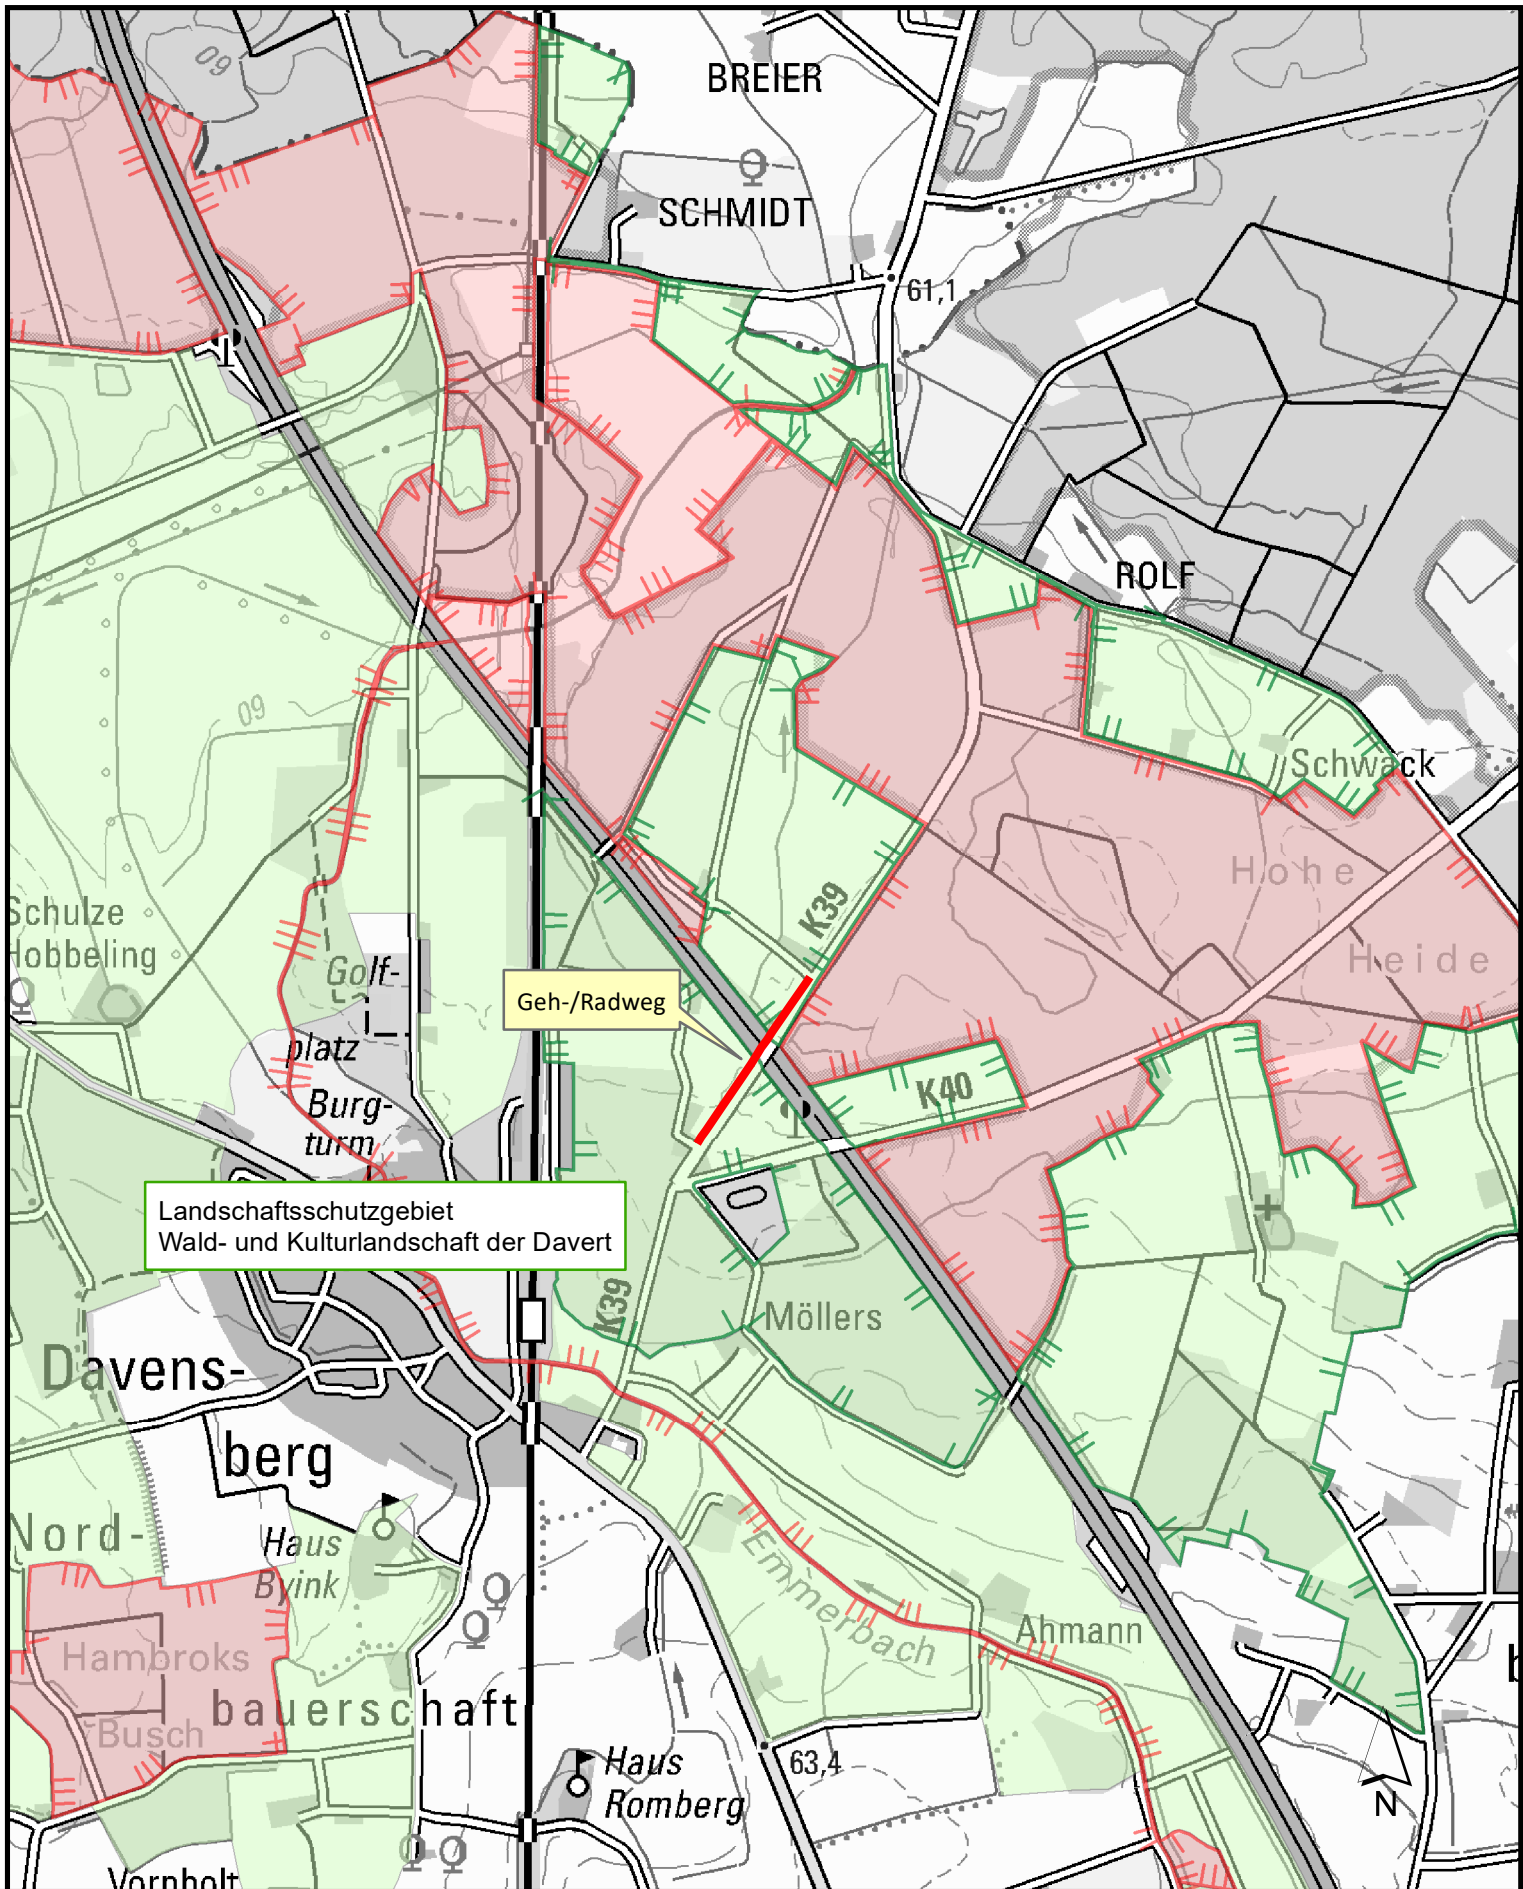 60
BREIER
SCHMIDT
61,1
ROLF
60
Schwack
Hohe
Schulze
Hobbeling
K39
Heide
Golf-
platz
Geh-/Radweg
K40
Burg-
turm
Landschaftsschutzgebiet
Wald- und Kulturlandschaft der Davert
K39
Möllers
Davens-
berg
Nord-
Haus
Byink
Emmerbach
Ahmann
Hambroks
Busch
bauerschaft
Haus
Romberg
63,4
N
Vornholt